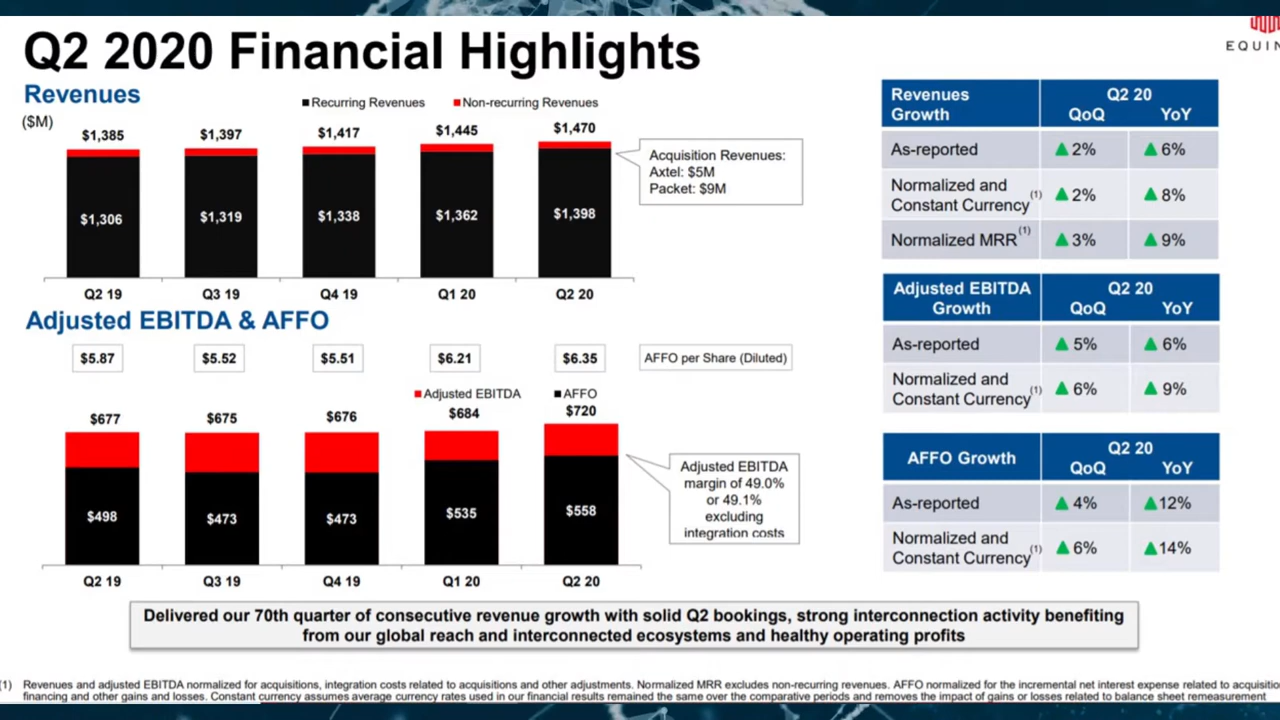 Q2 2020 Financial Highlights
EQUIN
Revenues
($M)
Recurring Revenues
Non-recurring Revenues
$1,385
$1,397
$1,417
$1,445
$1,470
$1,306
$1,319
$1,338
$1,362
$1,398
Q2 19
Q3 19
Q4 19
Q1 20
Q2 20
Acquisition Revenues:
Axtel: $5M
Packet: $9M
Adjusted EBITDA & AFFO
$5.87
$5.52
$5.51
$6.21
$6.35
AFFO per Share (Diluted)
Adjusted EBITDA
AFFO
$677
$675
$676
$684
$720
$498
$473
$473
$535
$558
Q2 19
Q3 19
Q4 19
Q1 20
Q2 20
Adjusted EBITDA
margin of 49.0%
or 49.1%
excluding
integration costs
Revenues Growth Q2 20 QoQ YoY
As-reported 2% 6%
Normalized and
Constant Currency (1) 2% 8%
Normalized MRR (1) 3% 9%
Adjusted EBITDA Growth Q2 20 QoQ YoY
As-reported 5% 6%
Normalized and
Constant Currency (1) 6% 9%
AFFO Growth Q2 20 QoQ YoY
As-reported 4% 12%
Normalized and
Constant Currency (1) 6% 14%
Delivered our 70th quarter of consecutive revenue growth with solid Q2 bookings, strong interconnection activity benefiting
from our global reach and interconnected ecosystems and healthy operating profits
1) Revenues and adjusted EBITDA normalized for acquisitions, integration costs related to acquisitions and other adjustments. Normalized MRR excludes non-recurring revenues. AFFO normalized for the incremental net interest expense related to acquisitio
financing and other gains and losses. Constant currency assumes average currency rates used in our financial results remained the same over the comparative periods and removes the impact of gains or losses related to balance sheet remeasurement